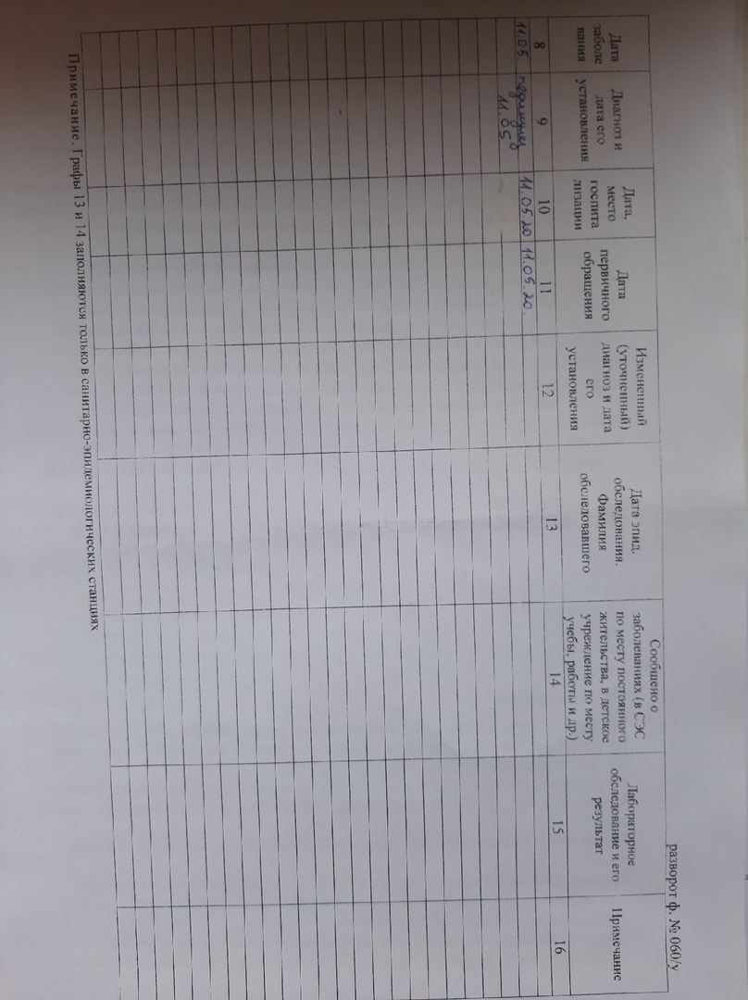 разворот ф. № 060/у
Дата
заболе
вания
Диагноз и
дата его
установления
Дата,
место
госпита
лизации
Дата
первичного
обращения
Измененный
(уточненный)
диагноз и дата
его
установления
Дата эпид.
обследования.
Фамилия
обследовавшего
Сообщено о
заболеваниях (в СЭС
по месту постоянного
жительства, в детское
учреждение по месту
учебы, работы и др.)
Лабораторное
обследование и его
результат
Примечание
8
9
10
11
12
13
14
15
16
11.05
педикулез
11.05
11.05.20
11.05.20.
Примечание. Графы 13 и 14 заполняются только в санитарно-эпидемиологических станциях